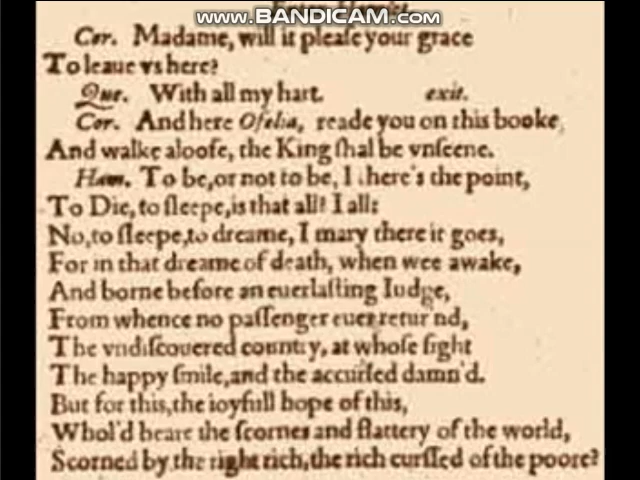 www.BANDICAM.com
Cor. Madame, will it pleaſe your grace
To leaue vs here?
Que. With all my hart. exit.
Cor. And here Ofelia, reade you on this booke,
And walke aloofe, the King ſhal be vnſeene.
Ham. To be, or not to be, I there's the point,
To Die, to ſleepe, is that all? I all:
No, to ſleepe, to dreame, I mary there it goes,
For in that dreame of death, when wee awake,
And borne before an euerlaſting Iudge,
From whence no paſſenger euer retur'nd,
The vndiſcouered country, at whoſe ſight
The happy ſmile, and the accurſed damn'd.
But for this, the ioyfull hope of this,
Whol'd beare the ſcornes and flattery of the world,
Scorned by the right rich, the rich curſſed of the poore?